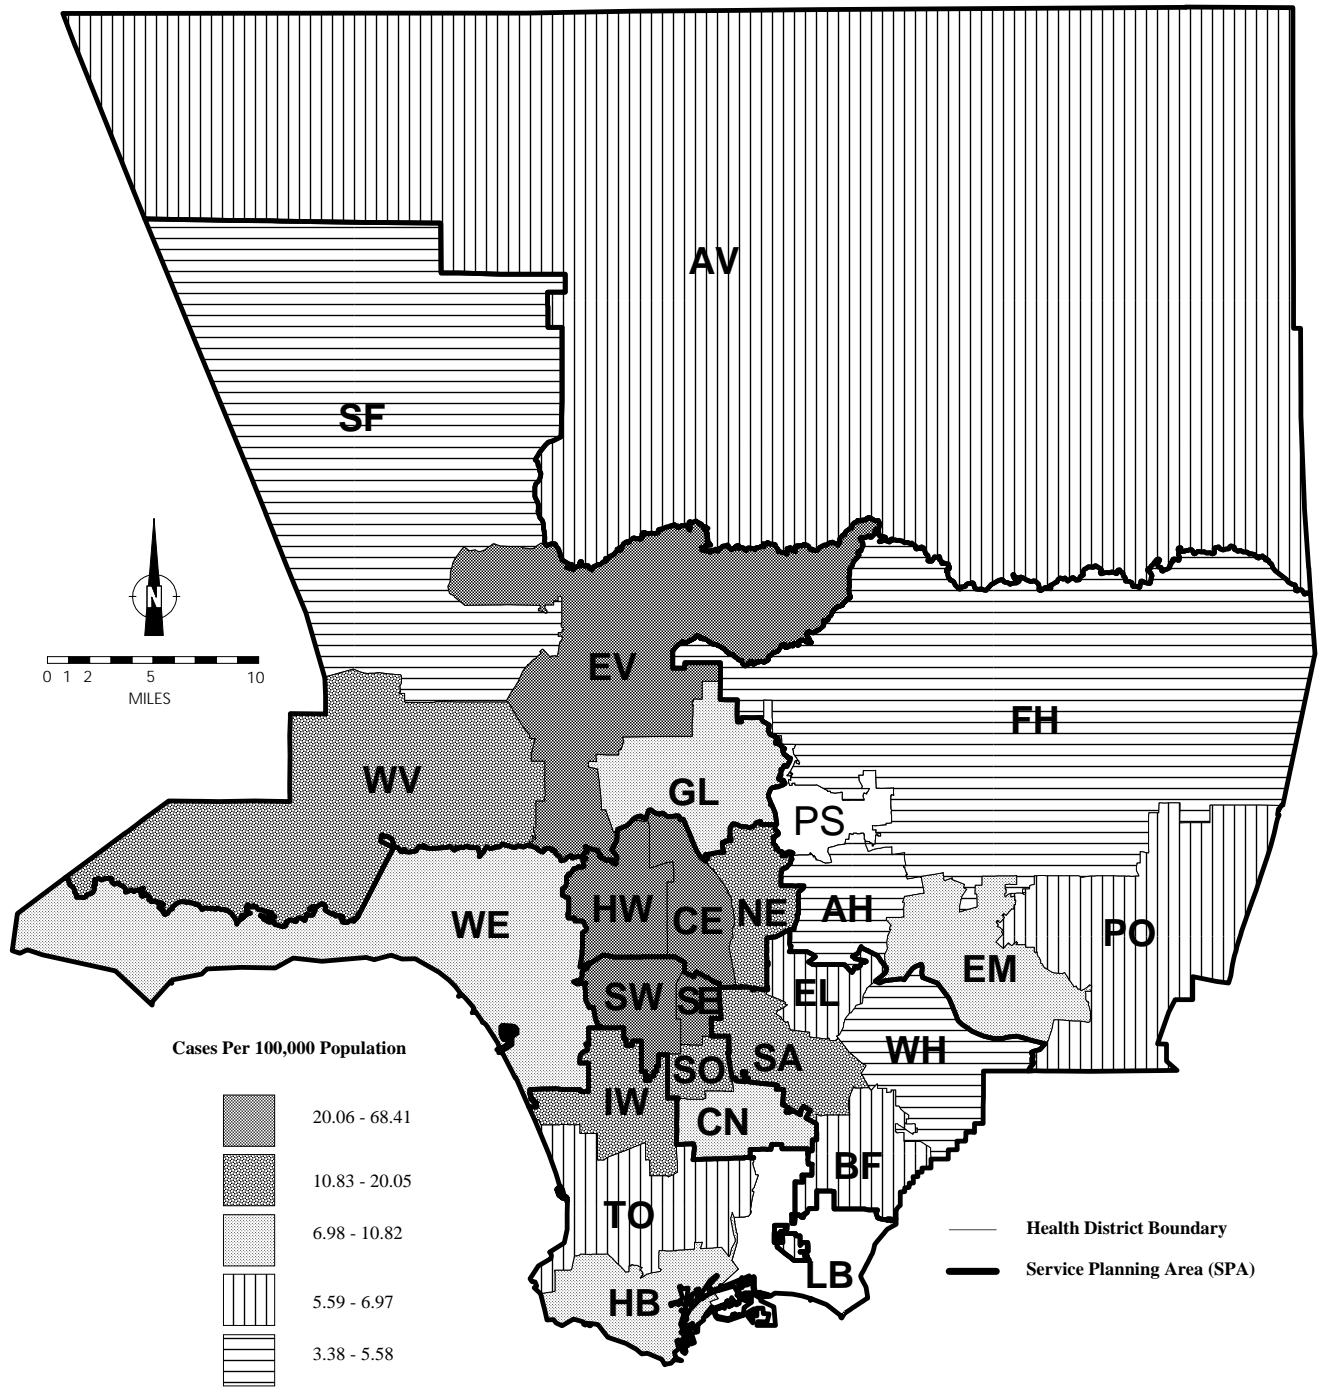 AV
SF
N
0 1 2 5 10
MILES
EV
FH
WV
GL
PS
HW
CE
NE
AH
WE
PO
EM
SW
SE
EL
Cases Per 100,000 Population
WH
SO
SA
IW
CN
20.06 - 68.41
10.83 - 20.05
BF
TO
6.98 - 10.82
Health District Boundary
Service Planning Area (SPA)
LB
HB
5.59 - 6.97
3.38 - 5.58